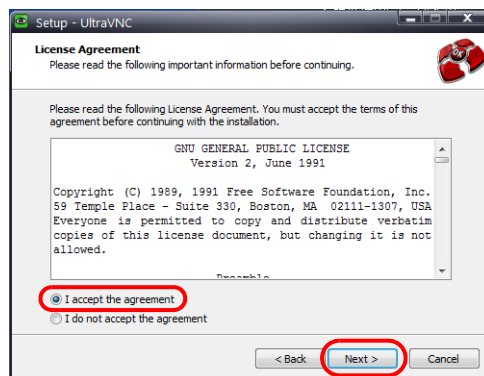 Setup - UltraVNC
License Agreement
Please read the following important information before continuing.
Please read the following License Agreement. You must accept the terms of this
agreement before continuing with the installation.
GNU GENERAL PUBLIC LICENSE
Version 2, June 1991
Copyright (C) 1989, 1991 Free Software Foundation, Inc.
59 Temple Place - Suite 330, Boston, MA 02111-1307, USA
Everyone is permitted to copy and distribute verbatim
copies of this license document, but changing it is not
allowed.
Preamble
I accept the agreement
I do not accept the agreement
< Back
Next >
Cancel